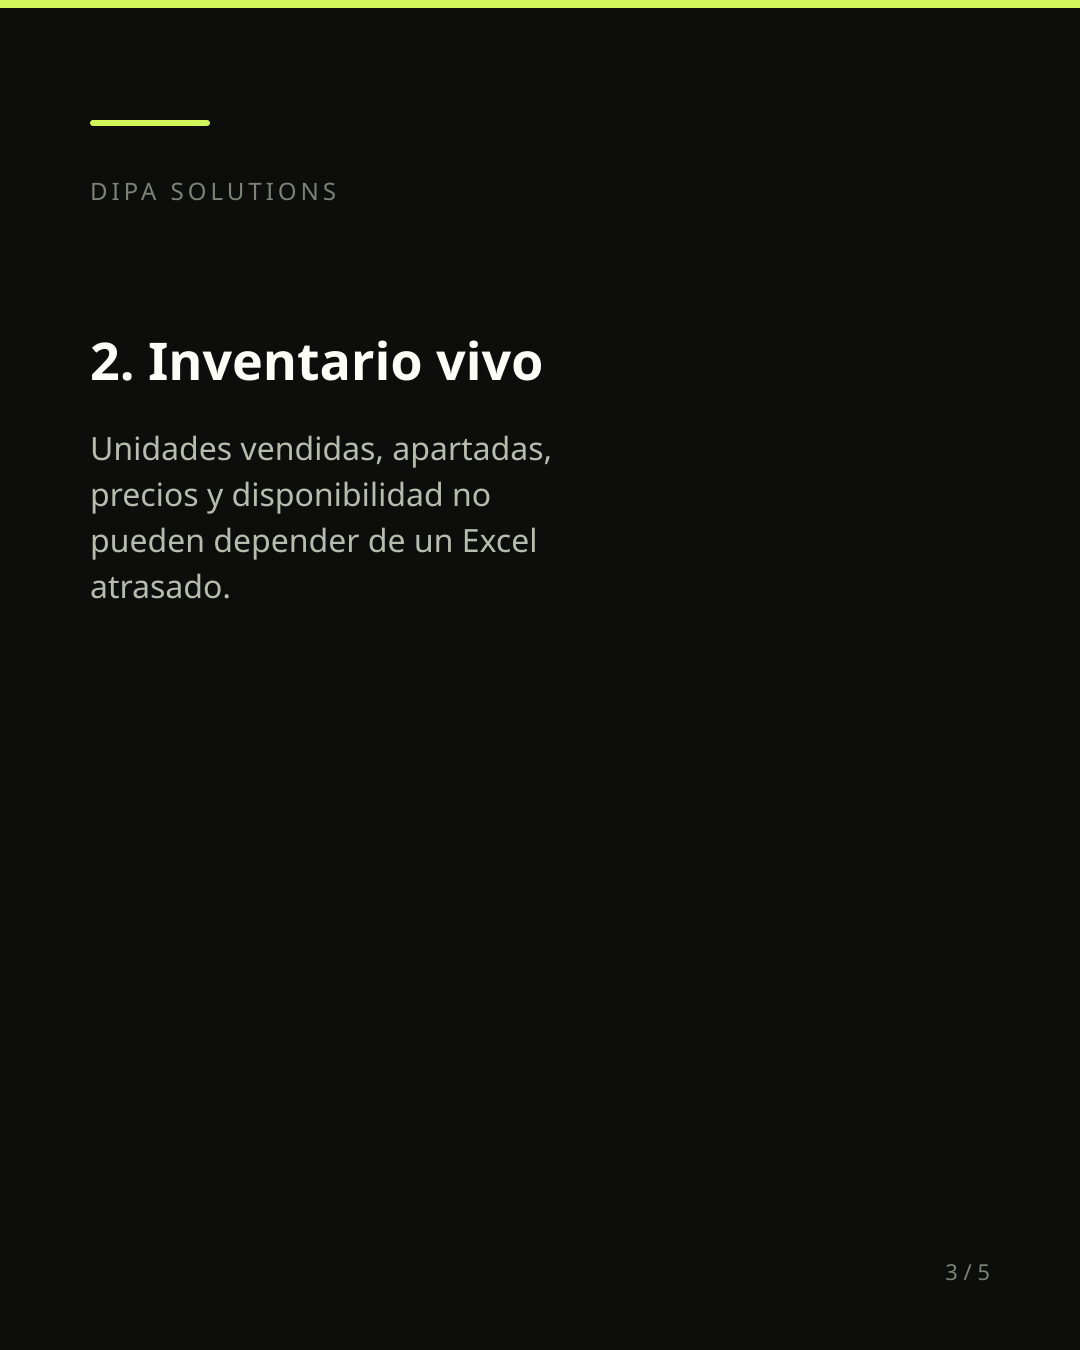 DIPA SOLUTIONS
2. Inventario vivo
Unidades vendidas, apartadas,
precios y disponibilidad no
pueden depender de un Excel
atrasado.
3 / 5